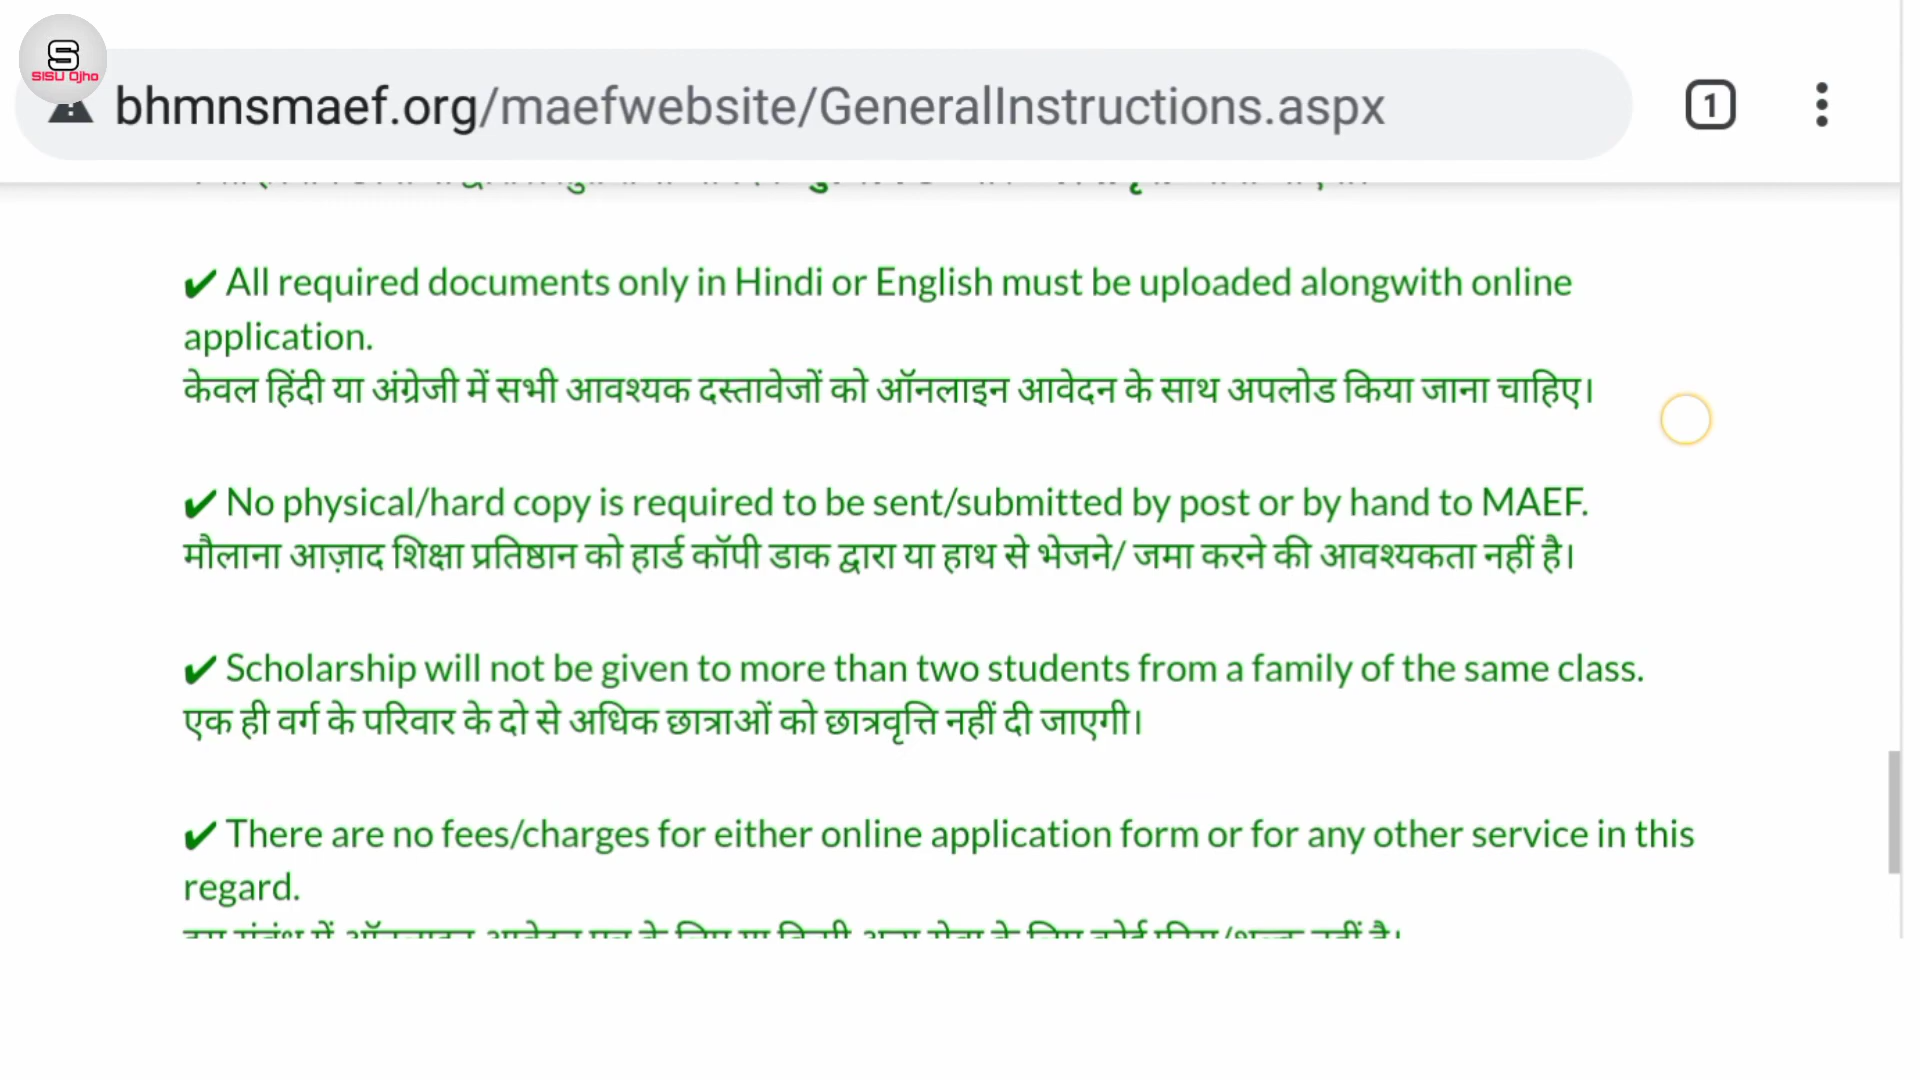 S
SISU Ojho
bhmnsmaef.org/maefwebsite/GeneralInstructions.aspx
1
✔ All required documents only in Hindi or English must be uploaded alongwith online
application.
केवल हिंदी या अंग्रेजी में सभी आवश्यक दस्तावेजों को ऑनलाइन आवेदन के साथ अपलोड किया जाना चाहिए।
✔ No physical/hard copy is required to be sent/submitted by post or by hand to MAEF.
मौलाना आज़ाद शिक्षा प्रतिष्ठान को हार्ड कॉपी डाक द्वारा या हाथ से भेजने/ जमा करने की आवश्यकता नहीं है।
✔ Scholarship will not be given to more than two students from a family of the same class.
एक ही वर्ग के परिवार के दो से अधिक छात्राओं को छात्रवृत्ति नहीं दी जाएगी।
✔ There are no fees/charges for either online application form or for any other service in this
regard.